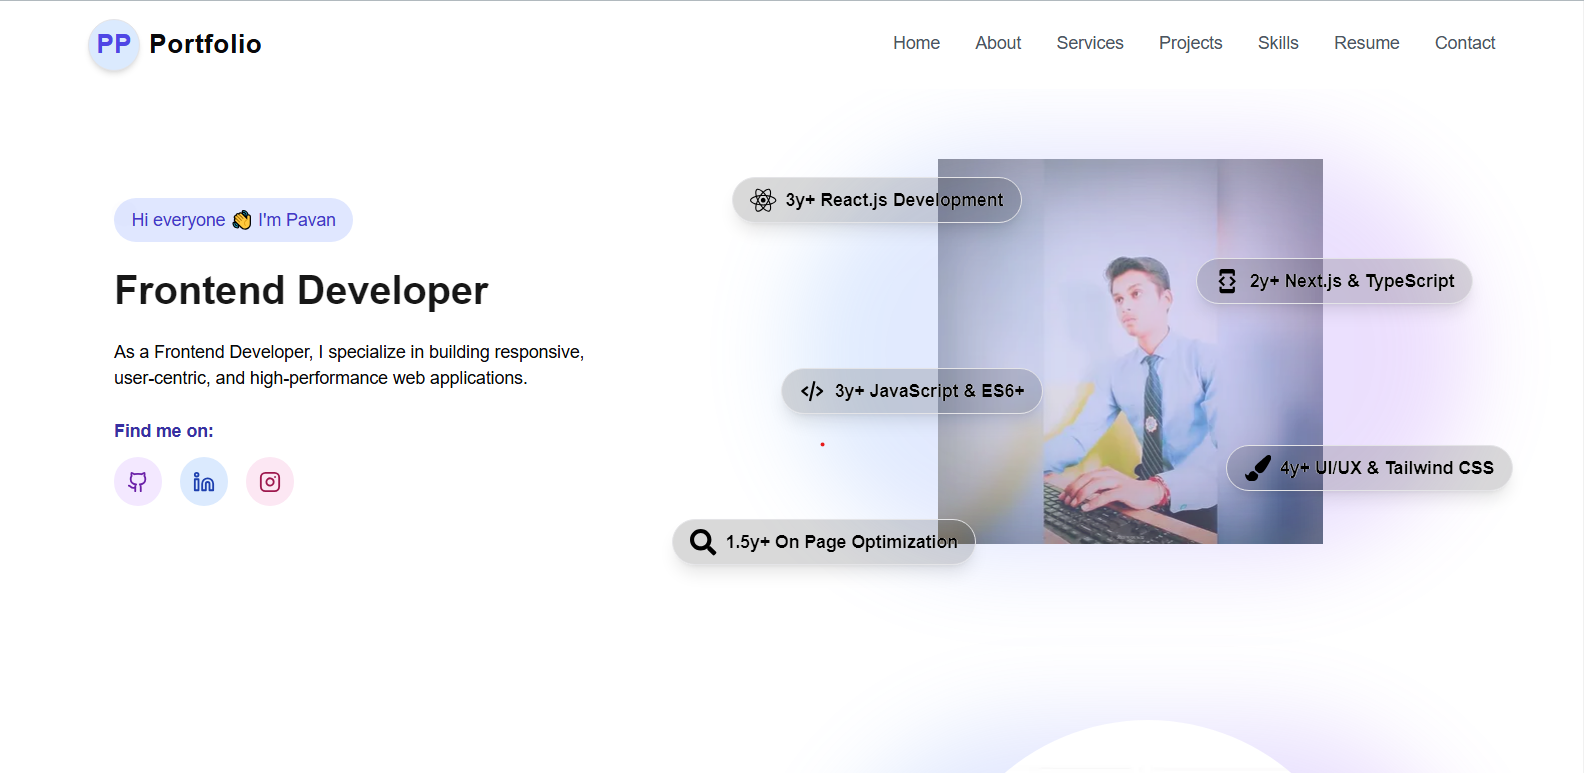 PP Portfolio
Home About Services Projects Skills Resume Contact
Hi everyone 👋 I'm Pavan
Frontend Developer
As a Frontend Developer, I specialize in building responsive,
user-centric, and high-performance web applications.
Find me on:
3y+ React.js Development
2y+ Next.js & TypeScript
3y+ JavaScript & ES6+
4y+ UI/UX & Tailwind CSS
1.5y+ On Page Optimization